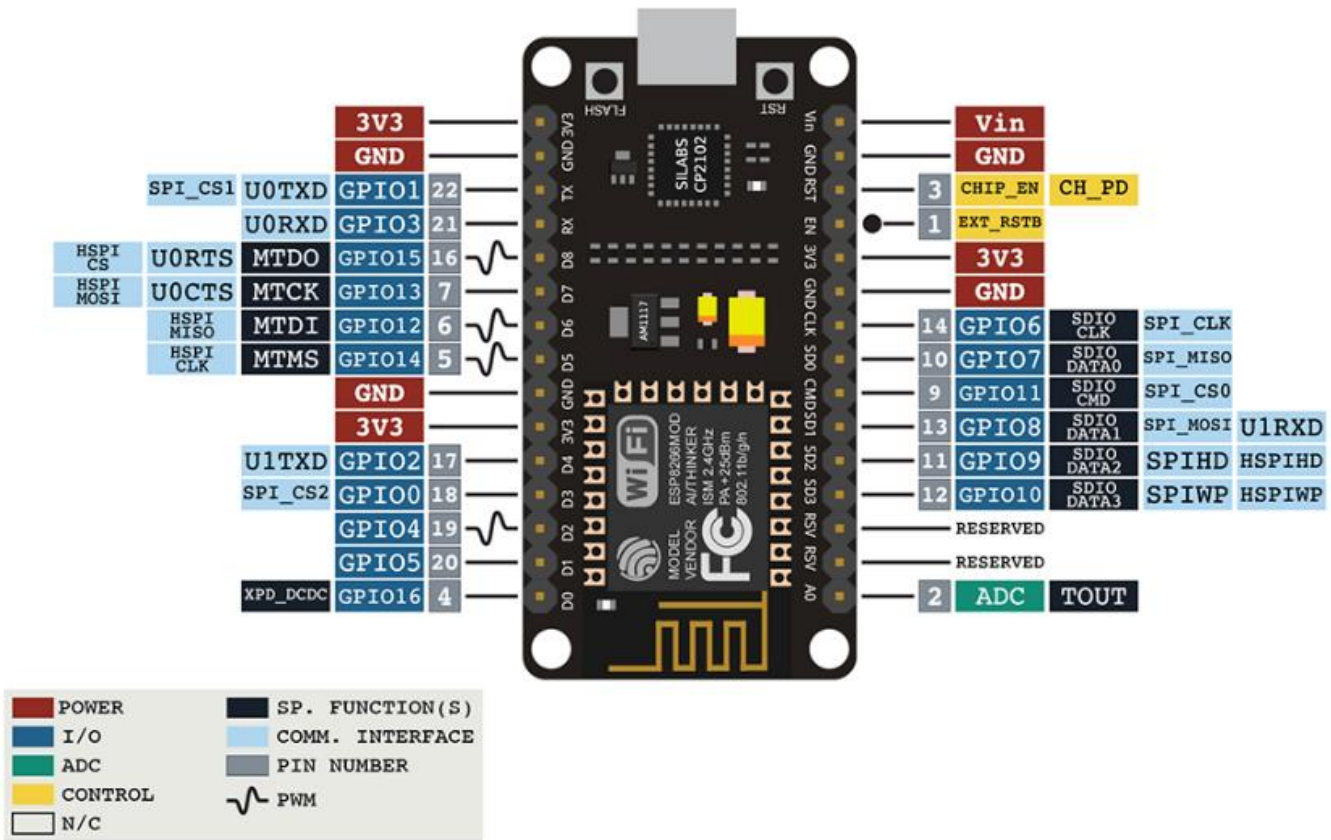 FLASH
RST
SILABS
CP2102
AM1117
3V3 3V3 Vin Vin
GND GND GND GND
SPI_CS1 U0TXD GPIO1 22 TX RST 3 CHIP_EN CH_PD
U0RXD GPIO3 21 RX EN 1 EXT_RSTB
HSPI CS U0RTS MTDO GPIO15 16 D8 3V3 3V3
HSPI MOSI U0CTS MTCK GPIO13 7 D7 GND GND
HSPI MISO MTDI GPIO12 6 D6 CLK 14 GPIO6 SDIO CLK SPI_CLK
HSPI CLK MTMS GPIO14 5 D5 SD0 10 GPIO7 SDIO DATA0 SPI_MISO
GND GND CMD 9 GPIO11 SDIO CMD SPI_CS0
3V3 3V3 SD1 13 GPIO8 SDIO DATA1 SPI_MOSI U1RXD
U1TXD GPIO2 17 D4 SD2 11 GPIO9 SDIO DATA2 SPIHD HSPIHD
SPI_CS2 GPIO0 18 D3 SD3 12 GPIO10 SDIO DATA3 SPIWP HSPIWP
GPIO4 19 D2 RSV RESERVED
GPIO5 20 D1 RSV RESERVED
XPD_DCDC GPIO16 4 D0 A0 2 ADC TOUT
WiFi
MODEL
VENDOR
ESP8266MOD
AI/THINKER
ISM 2.4GHz
PA +25dBm
802.11b/g/n
FC
POWER
I/O
ADC
CONTROL
N/C
SP. FUNCTION(S)
COMM. INTERFACE
PIN NUMBER
PWM